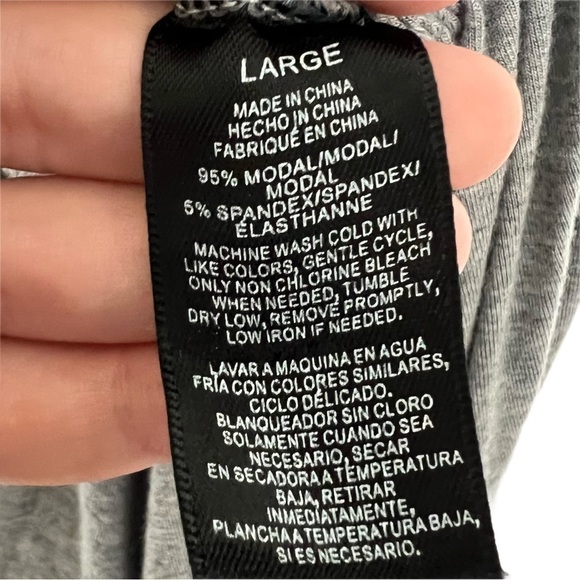 LARGE
MADE IN CHINA
HECHO IN CHINA
FABRIQUÉ EN CHINA
95% MODAL/MODAL/
MODAL
5% SPANDEX/SPANDEX/
ÉLASTHANNE
MACHINE WASH COLD WITH
LIKE COLORS, GENTLE CYCLE,
ONLY NON CHLORINE BLEACH
WHEN NEEDED, TUMBLE
DRY LOW, REMOVE PROMPTLY,
LOW IRON IF NEEDED.
LAVAR A MAQUINA EN AGUA
FRÍA CON COLORES SIMILARES,
CICLO DÉLICADO.
BLANQUEADOR SIN CLORO
SOLAMENTE CUANDO SEA
NECESARIO, SECAR
EN SECADORA A TEMPERATURA
BAJA, RETIRAR
INMEDIATAMENTE,
PLANCHA A TEMPERATURA BAJA,
SI ES NECESARIO.